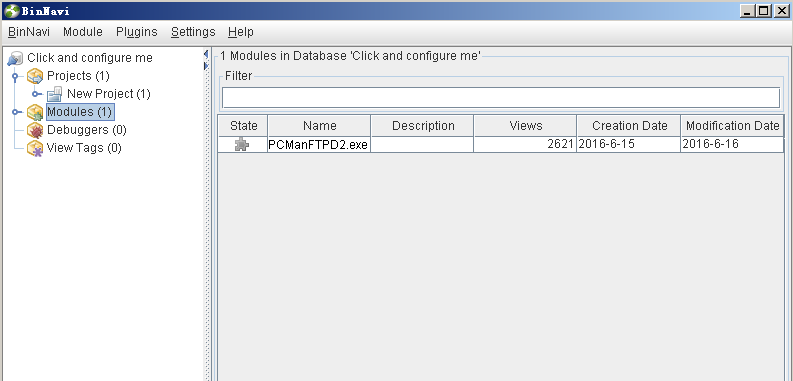 BinNavi
BinNavi Module Plugins Settings Help
Click and configure me
Projects (1)
New Project (1)
Modules (1)
Debuggers (0)
View Tags (0)
1 Modules in Database 'Click and configure me'
Filter
State Name Description Views Creation Date Modification Date
PCManFTPD2.exe 2621 2016-6-15 2016-6-16